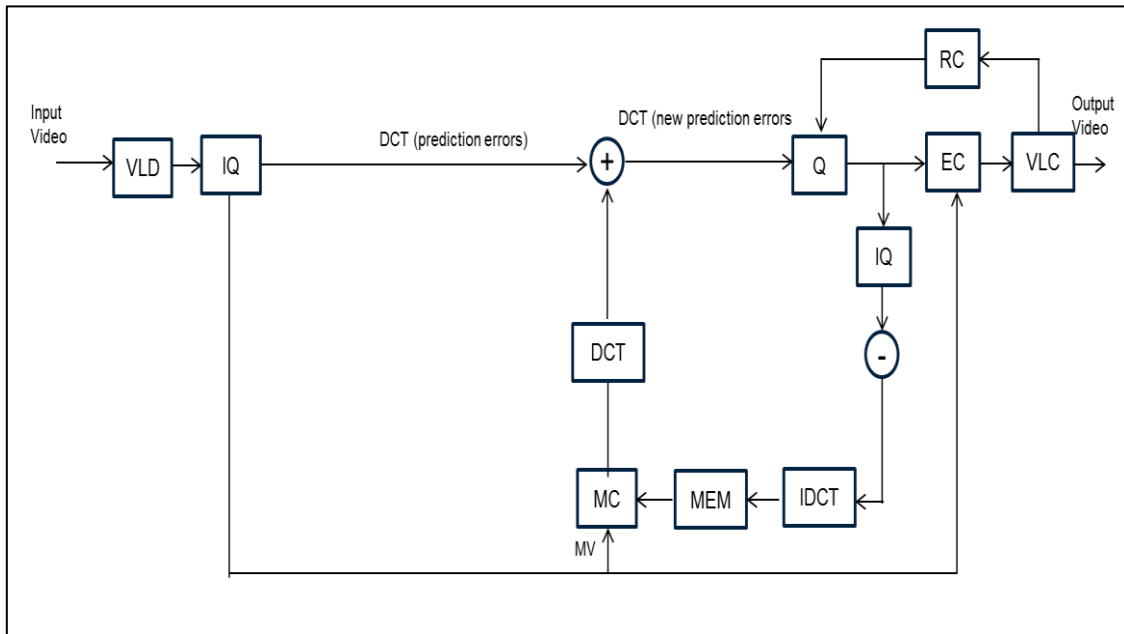 RC
Input
Video
Output
Video
DCT (prediction errors)
DCT (new prediction errors
VLD
IQ
+
Q
EC
VLC
IQ
DCT
-
MC
MEM
IDCT
MV